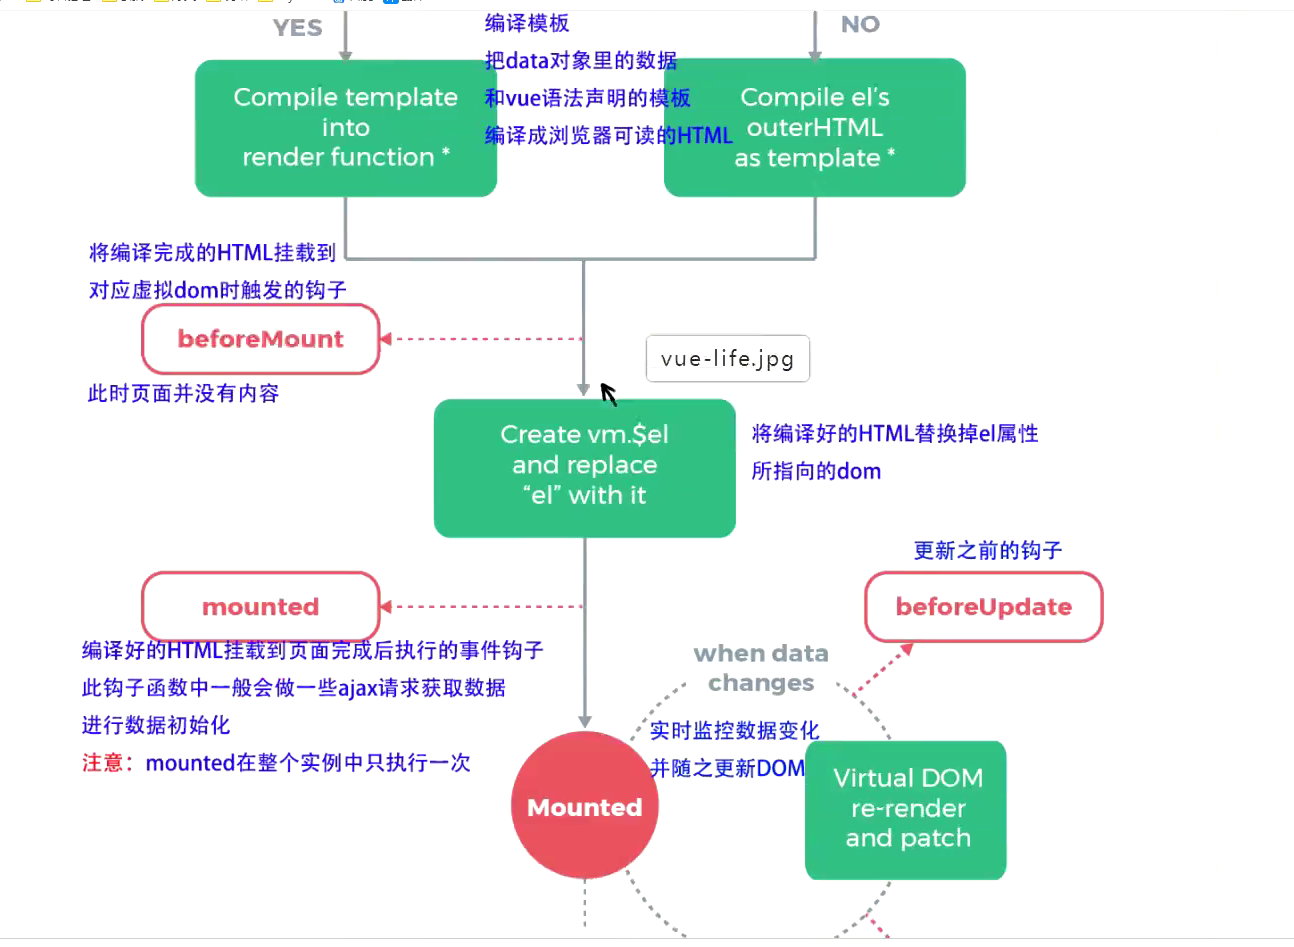 YES
编译模板
NO
把data对象里的数据
和vue语法声明的模板
编译成浏览器可读的HTML
Compile template
into
render function *
Compile el’s
outerHTML
as template *
将编译完成的HTML挂载到
对应虚拟dom时触发的钩子
beforeMount
此时页面并没有内容
vue-life.jpg
Create vm.$el
and replace
“el” with it
将编译好的HTML替换掉el属性
所指向的dom
更新之前的钩子
beforeUpdate
mounted
编译好的HTML挂载到页面完成后执行的事件钩子
此钩子函数中一般会做一些ajax请求获取数据
进行数据初始化
注意：mounted在整个实例中只执行一次
when data
changes
实时监控数据变化
并随之更新DOM
Mounted
Virtual DOM
re-render
and patch